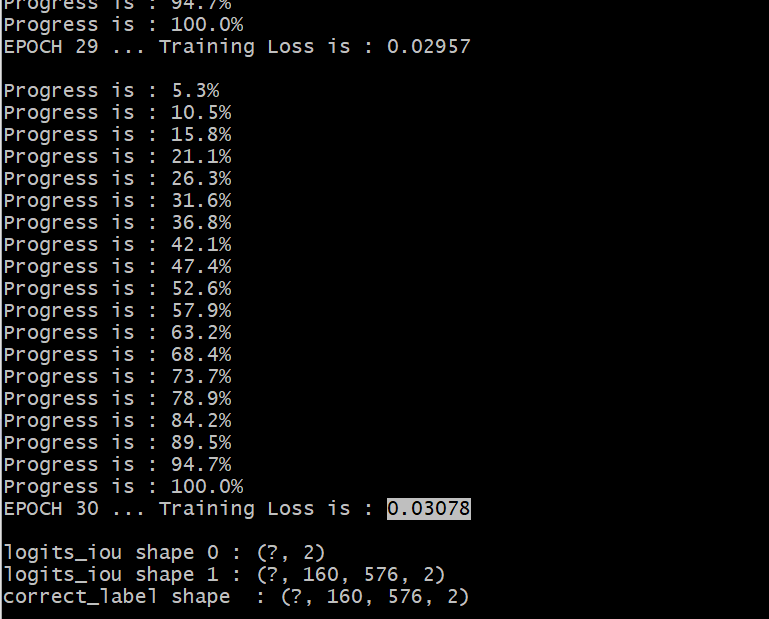 Progress is : 94.7%
Progress is : 100.0%
EPOCH 29 ... Training Loss is : 0.02957
Progress is : 5.3%
Progress is : 10.5%
Progress is : 15.8%
Progress is : 21.1%
Progress is : 26.3%
Progress is : 31.6%
Progress is : 36.8%
Progress is : 42.1%
Progress is : 47.4%
Progress is : 52.6%
Progress is : 57.9%
Progress is : 63.2%
Progress is : 68.4%
Progress is : 73.7%
Progress is : 78.9%
Progress is : 84.2%
Progress is : 89.5%
Progress is : 94.7%
Progress is : 100.0%
EPOCH 30 ... Training Loss is : 0.03078
logits_iou shape 0 : (?, 2)
logits_iou shape 1 : (?, 160, 576, 2)
correct_label shape  : (?, 160, 576, 2)